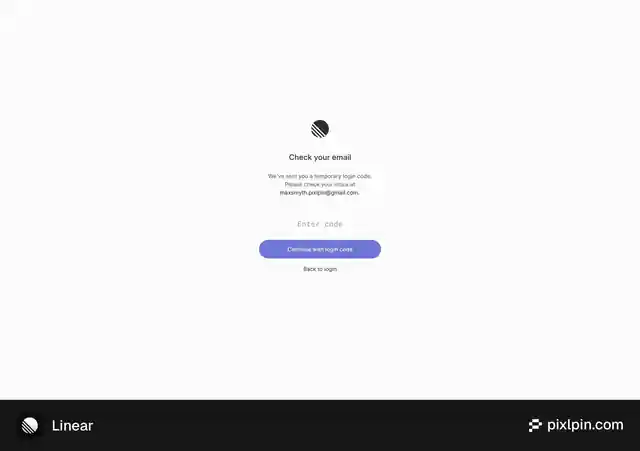 Check your email
We've sent you a temporary login code.
Please check your inbox at
maxsmyth.pixlpin@gmail.com.
Enter code
Continue with login code
Back to login
Linear
pixlpin.com